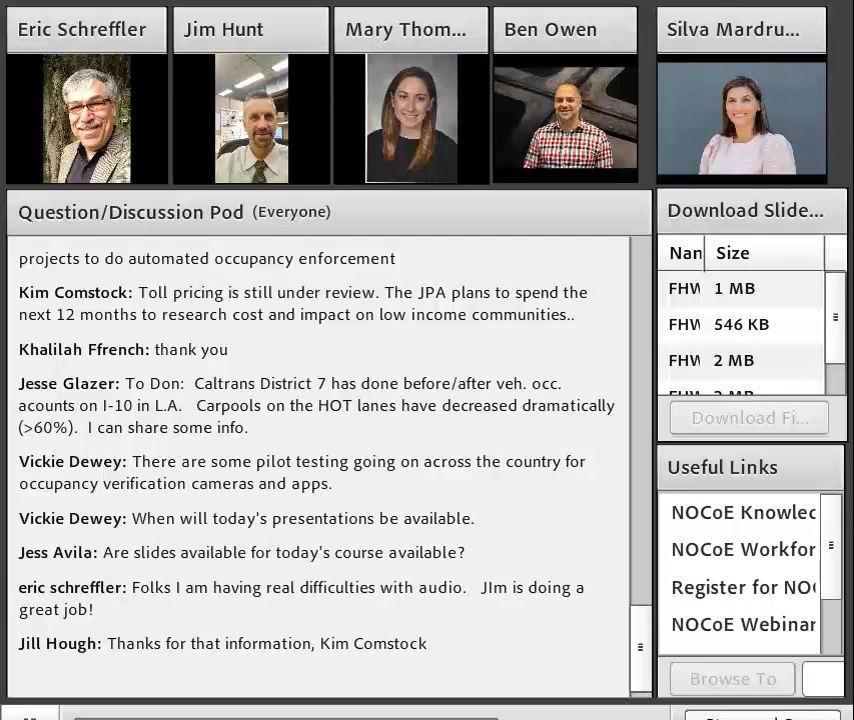 Eric Schreffler
Jim Hunt
Mary Thom...
Ben Owen
Silva Mardru...
Question/Discussion Pod (Everyone)
projects to do automated occupancy enforcement
Kim Comstock: Toll pricing is still under review. The JPA plans to spend the
next 12 months to research cost and impact on low income communities..
Khalilah Ffrench: thank you
Jesse Glazer: To Don: Caltrans District 7 has done before/after veh. occ.
acounts on I-10 in L.A. Carpools on the HOT lanes have decreased dramatically
(>60%). I can share some info.
Vickie Dewey: There are some pilot testing going on across the country for
occupancy verification cameras and apps.
Vickie Dewey: When will today's presentations be available.
Jess Avila: Are slides available for today's course available?
eric schreffler: Folks I am having real difficulties with audio. JIm is doing a
great job!
Jill Hough: Thanks for that information, Kim Comstock
Download Slide...
Nan Size
FHW 1 MB
FHW 546 KB
FHW 2 MB
Download Fi...
Useful Links
NOCoE Knowlec
NOCoE Workfor
Register for NO
NOCoE Webinar
Browse To